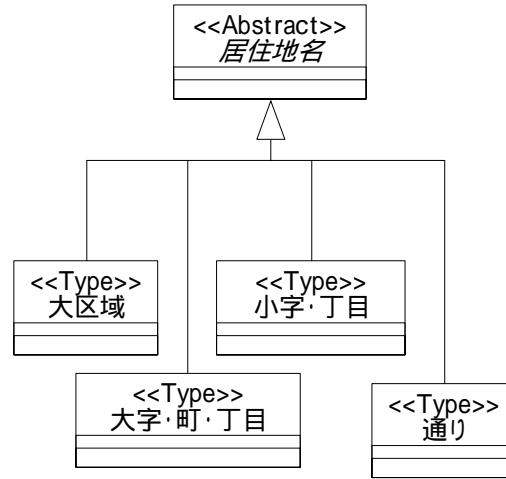 <<Abstract>>
居住地名
<<Type>>
大区域
<<Type>>
小字・丁目
<<Type>>
大字・町・丁目
<<Type>>
通り